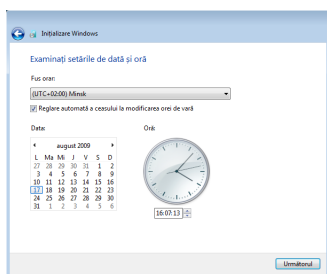 Inițializare Windows
Examinați setările de dată și oră
Fus orar:
(UTC+02:00) Minsk
Reglare automată a ceasului la modificarea orei de vară
Data: Oră:
august 2009
L Ma Mi J V S D
27 28 29 30 31 1 2
3 4 5 6 7 8 9
10 11 12 13 14 15 16
17 18 19 20 21 22 23
24 25 26 27 28 29 30
31 1 2 3 4 5 6
16:07:13
Următorul